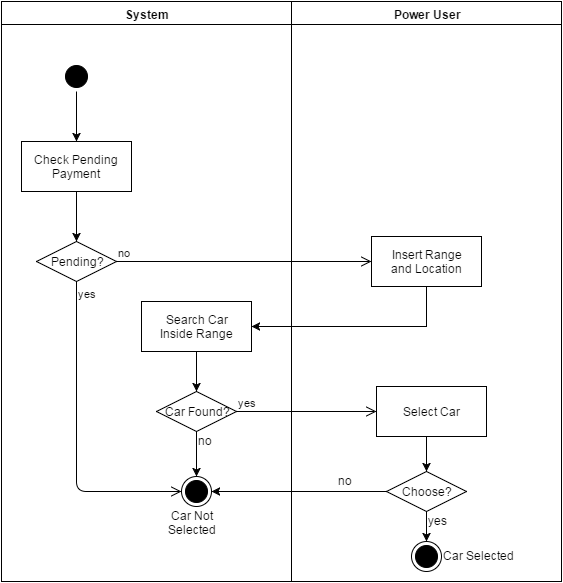 System
Power User
Check Pending
Payment
Pending?
no
yes
Insert Range
and Location
Search Car
Inside Range
Car Found?
yes
no
Select Car
Choose?
no
yes
Car Not
Selected
Car Selected